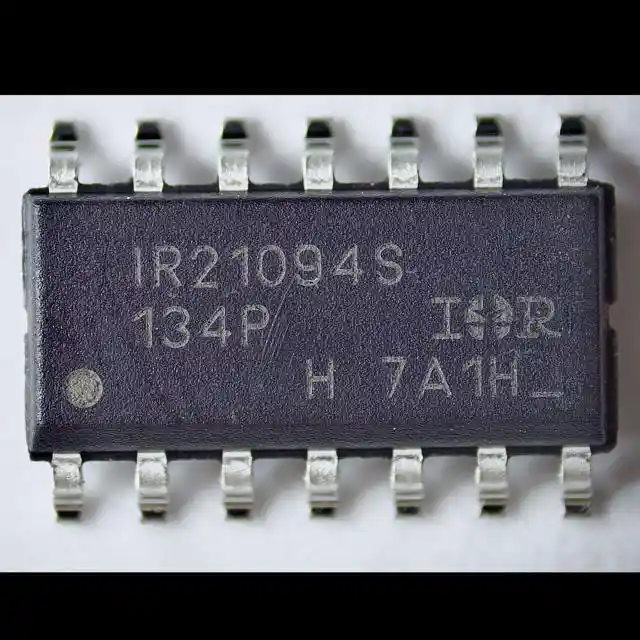 IR21094S
134P
IOR
H 7A1H_